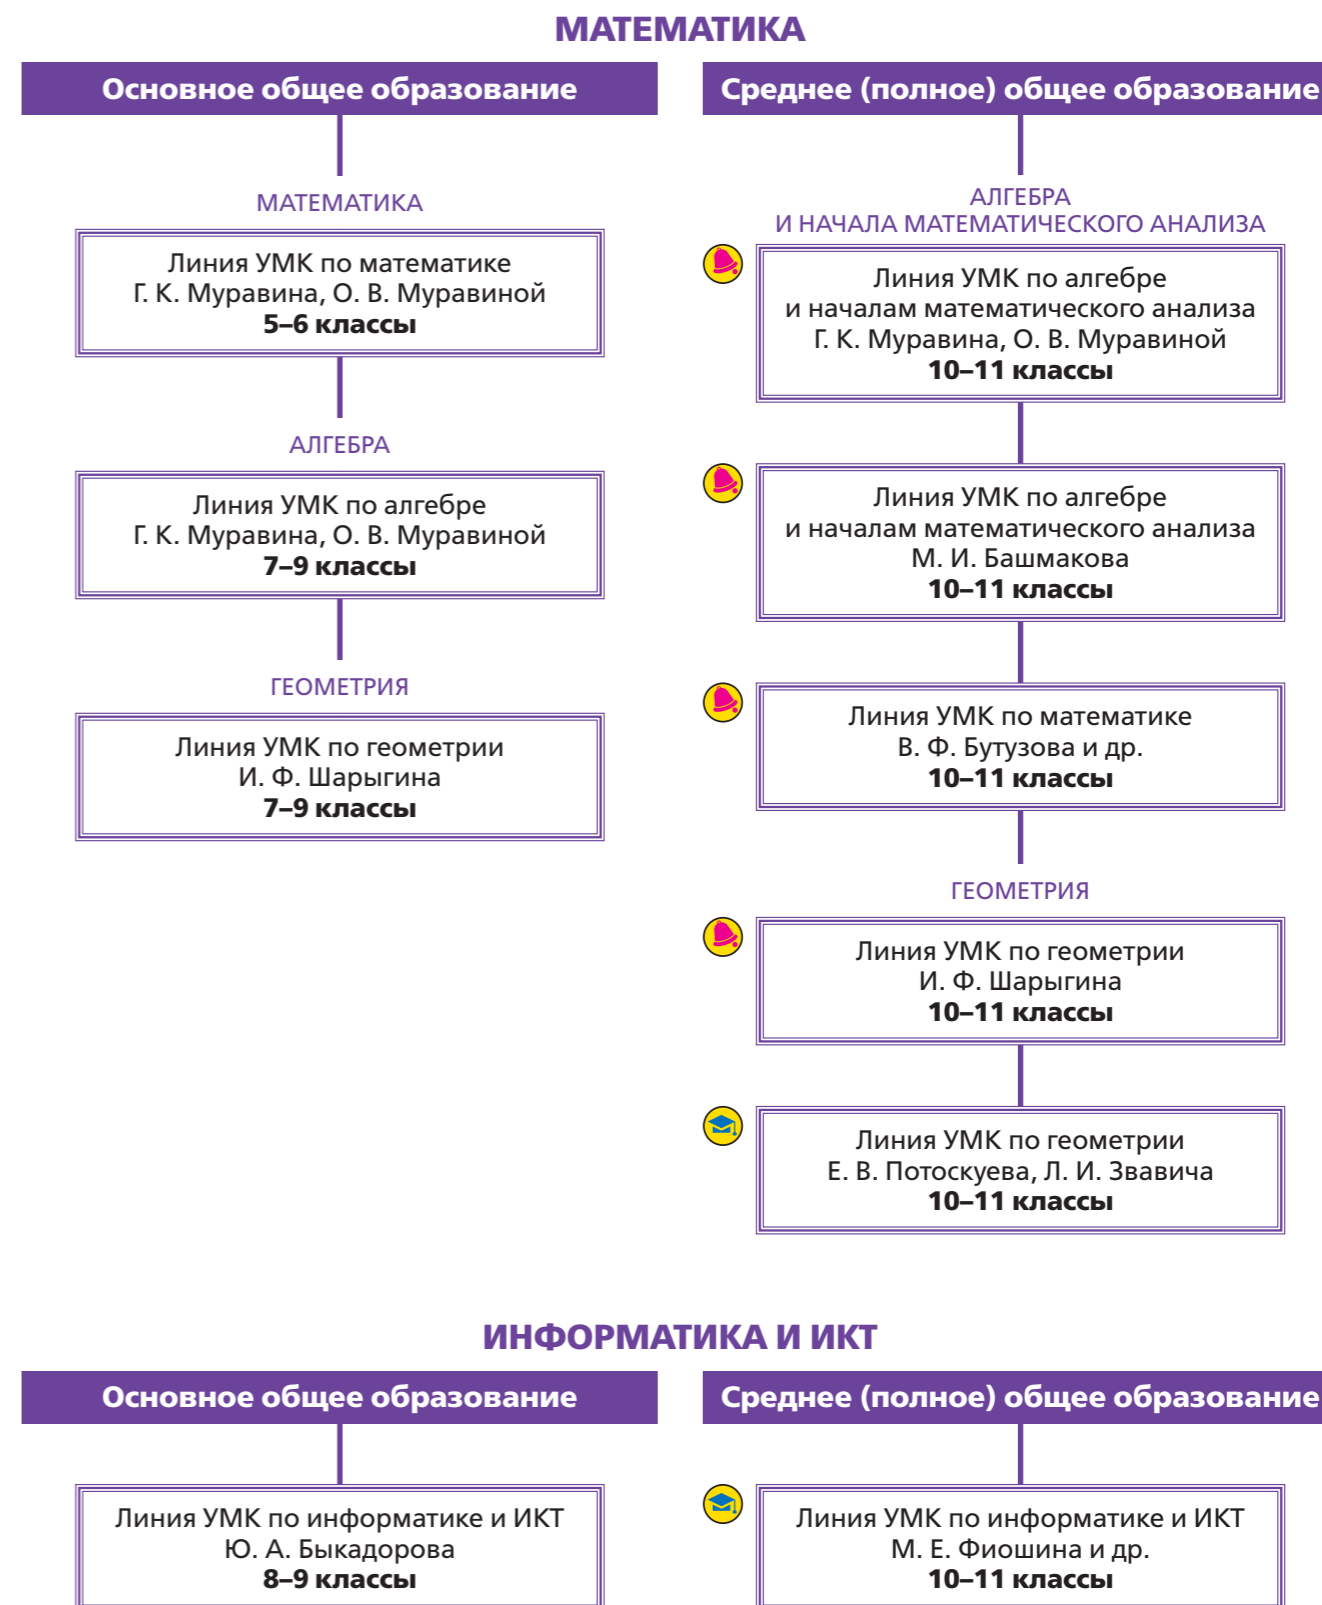 МАТЕМАТИКА
Основное общее образование
МАТЕМАТИКА
Линия УМК по математике
Г. К. Муравина, О. В. Муравиной
5–6 классы
АЛГЕБРА
Линия УМК по алгебре
Г. К. Муравина, О. В. Муравиной
7–9 классы
ГЕОМЕТРИЯ
Линия УМК по геометрии
И. Ф. Шарыгина
7–9 классы
Среднее (полное) общее образование
АЛГЕБРА
И НАЧАЛА МАТЕМАТИЧЕСКОГО АНАЛИЗА
Линия УМК по алгебре
и началам математического анализа
Г. К. Муравина, О. В. Муравиной
10–11 классы
Линия УМК по алгебре
и началам математического анализа
М. И. Башмакова
10–11 классы
Линия УМК по математике
В. Ф. Бутузова и др.
10–11 классы
ГЕОМЕТРИЯ
Линия УМК по геометрии
И. Ф. Шарыгина
10–11 классы
Линия УМК по геометрии
Е. В. Потоскуева, Л. И. Звавича
10–11 классы
ИНФОРМАТИКА И ИКТ
Основное общее образование
Линия УМК по информатике и ИКТ
Ю. А. Быкадорова
8–9 классы
Среднее (полное) общее образование
Линия УМК по информатике и ИКТ
М. Е. Фиошина и др.
10–11 классы